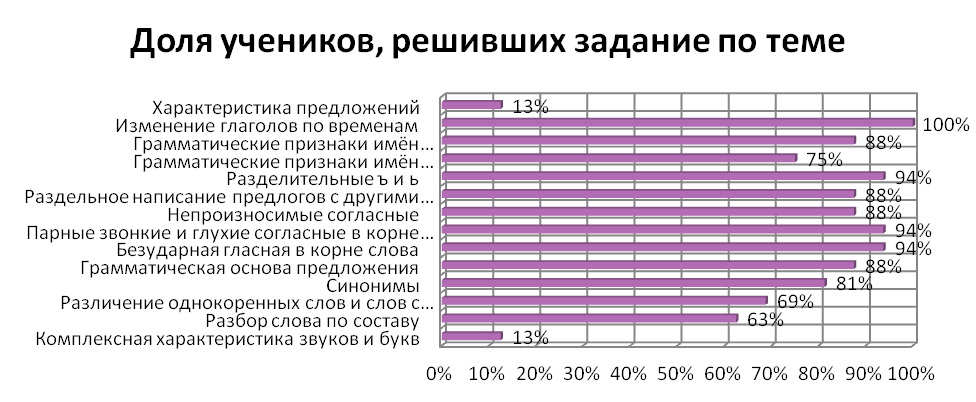 Доля учеников, решивших задание по теме
Характеристика предложений 13%
Изменение глаголов по временам 100%
Грамматические признаки имён... 88%
Грамматические признаки имён... 75%
Разделительные ъ и ь 94%
Раздельное написание предлогов с другими... 88%
Непроизносимые согласные 88%
Парные звонкие и глухие согласные в корне... 94%
Безударная гласная в корне слова 94%
Грамматическая основа предложения 88%
Синонимы 81%
Различение однокоренных слов и слов с... 69%
Разбор слова по составу 63%
Комплексная характеристика звуков и букв 13%
0% 10% 20% 30% 40% 50% 60% 70% 80% 90% 100%